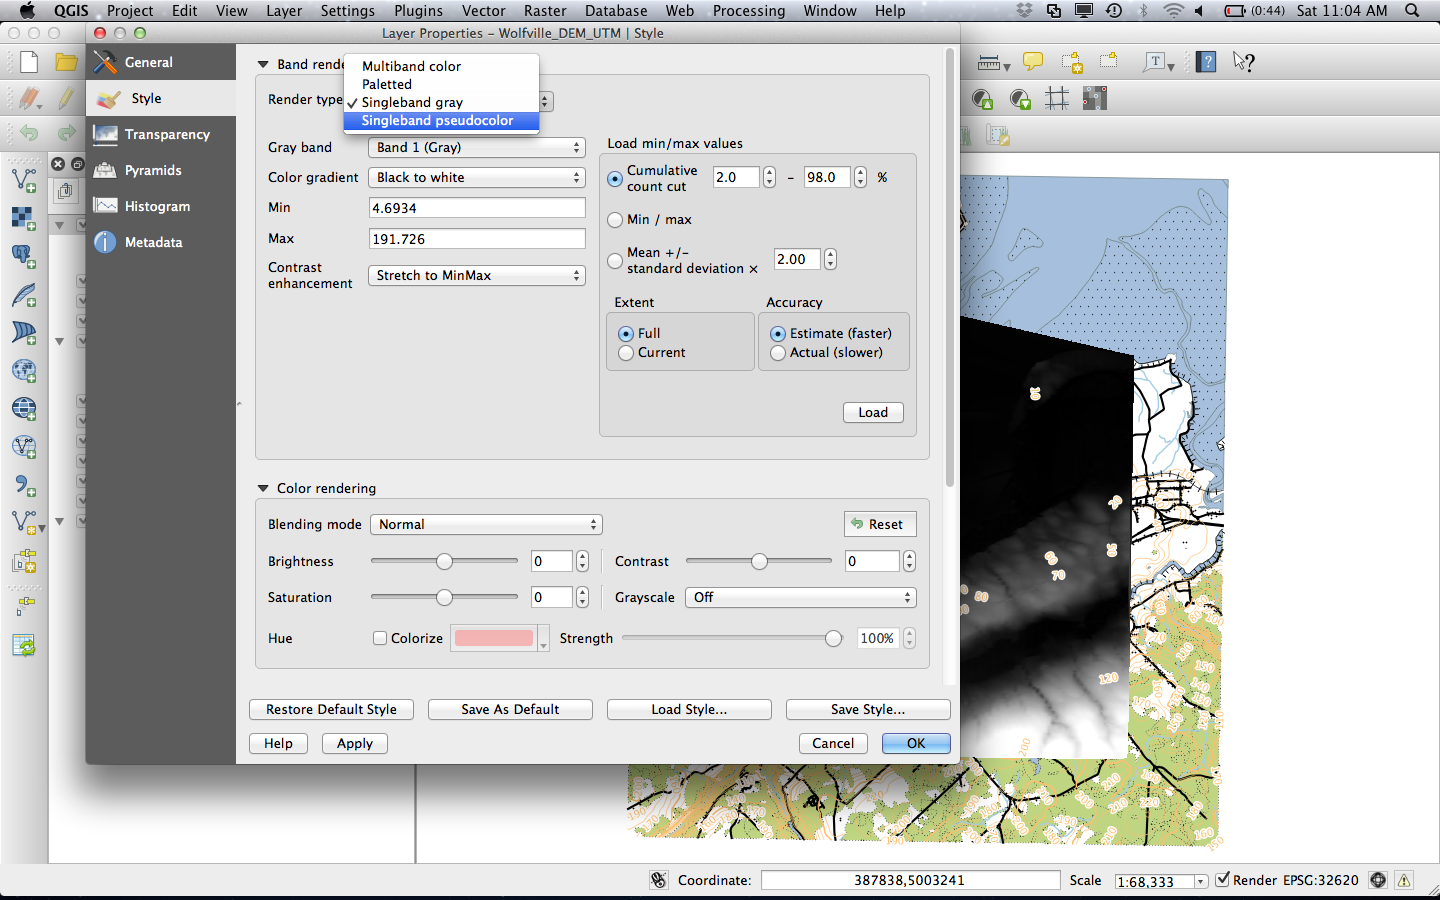 QGIS Project Edit View Layer Settings Plugins Vector Raster Database Web Processing Window Help (0:44) Sat 11:04 AM
Layer Properties – Wolfville_DEM_UTM | Style
General
Style
Transparency
Pyramids
Histogram
Metadata
Band rende
Render type
Multiband color
Paletted
Singleband gray
Singleband pseudocolor
Gray band Band 1 (Gray)
Color gradient Black to white
Min 4.6934
Max 191.726
Contrast
enhancement Stretch to MinMax
Load min/max values
Cumulative
count cut 2.0 – 98.0 %
Min / max
Mean +/-
standard deviation × 2.00
Extent Accuracy
Full Estimate (faster)
Current Actual (slower)
Load
Color rendering
Blending mode Normal Reset
Brightness 0 Contrast 0
Saturation 0 Grayscale Off
Hue Colorize Strength 100%
Restore Default Style Save As Default Load Style... Save Style...
Help Apply Cancel OK
70
120
Coordinate: 387838,5003241 Scale 1:68,333 Render EPSG:32620